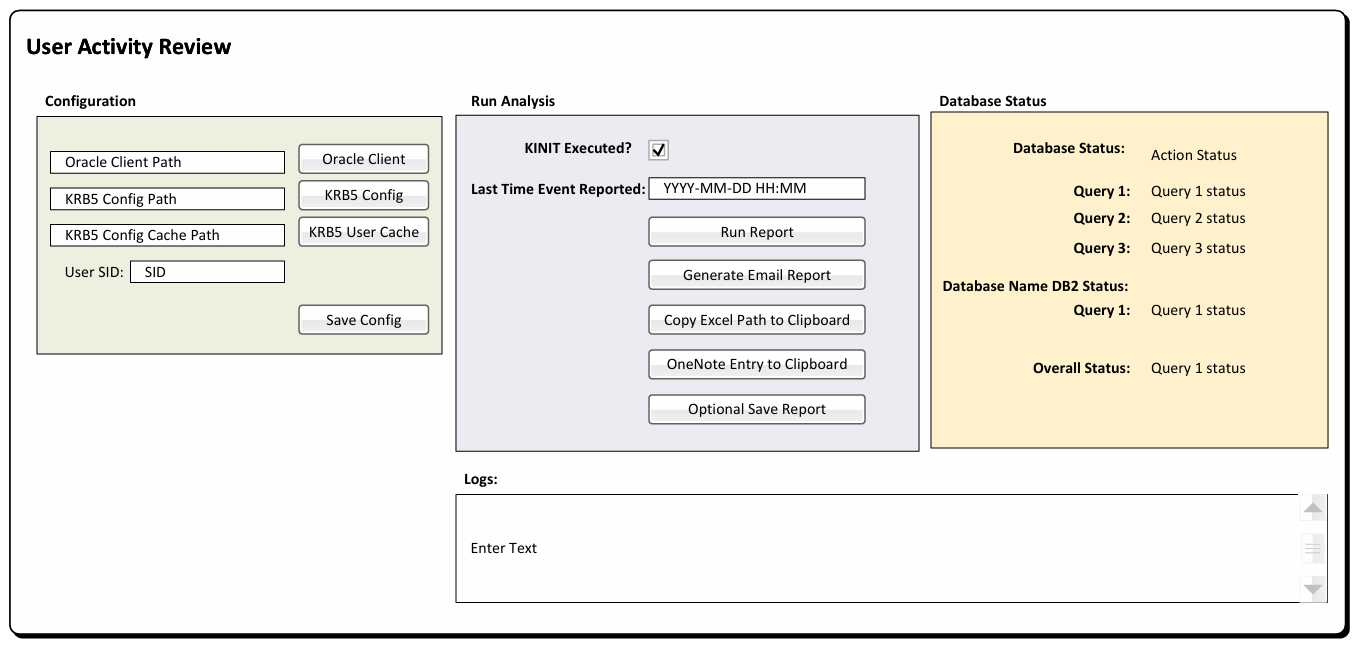 User Activity Review
Configuration
Oracle Client Path
Oracle Client
KRB5 Config Path
KRB5 Config
KRB5 Config Cache Path
KRB5 User Cache
User SID: SID
Save Config
Run Analysis
KINIT Executed?
Last Time Event Reported: YYYY-MM-DD HH:MM
Run Report
Generate Email Report
Copy Excel Path to Clipboard
OneNote Entry to Clipboard
Optional Save Report
Database Status
Database Status: Action Status
Query 1: Query 1 status
Query 2: Query 2 status
Query 3: Query 3 status
Database Name DB2 Status:
Query 1: Query 1 status
Overall Status: Query 1 status
Logs:
Enter Text